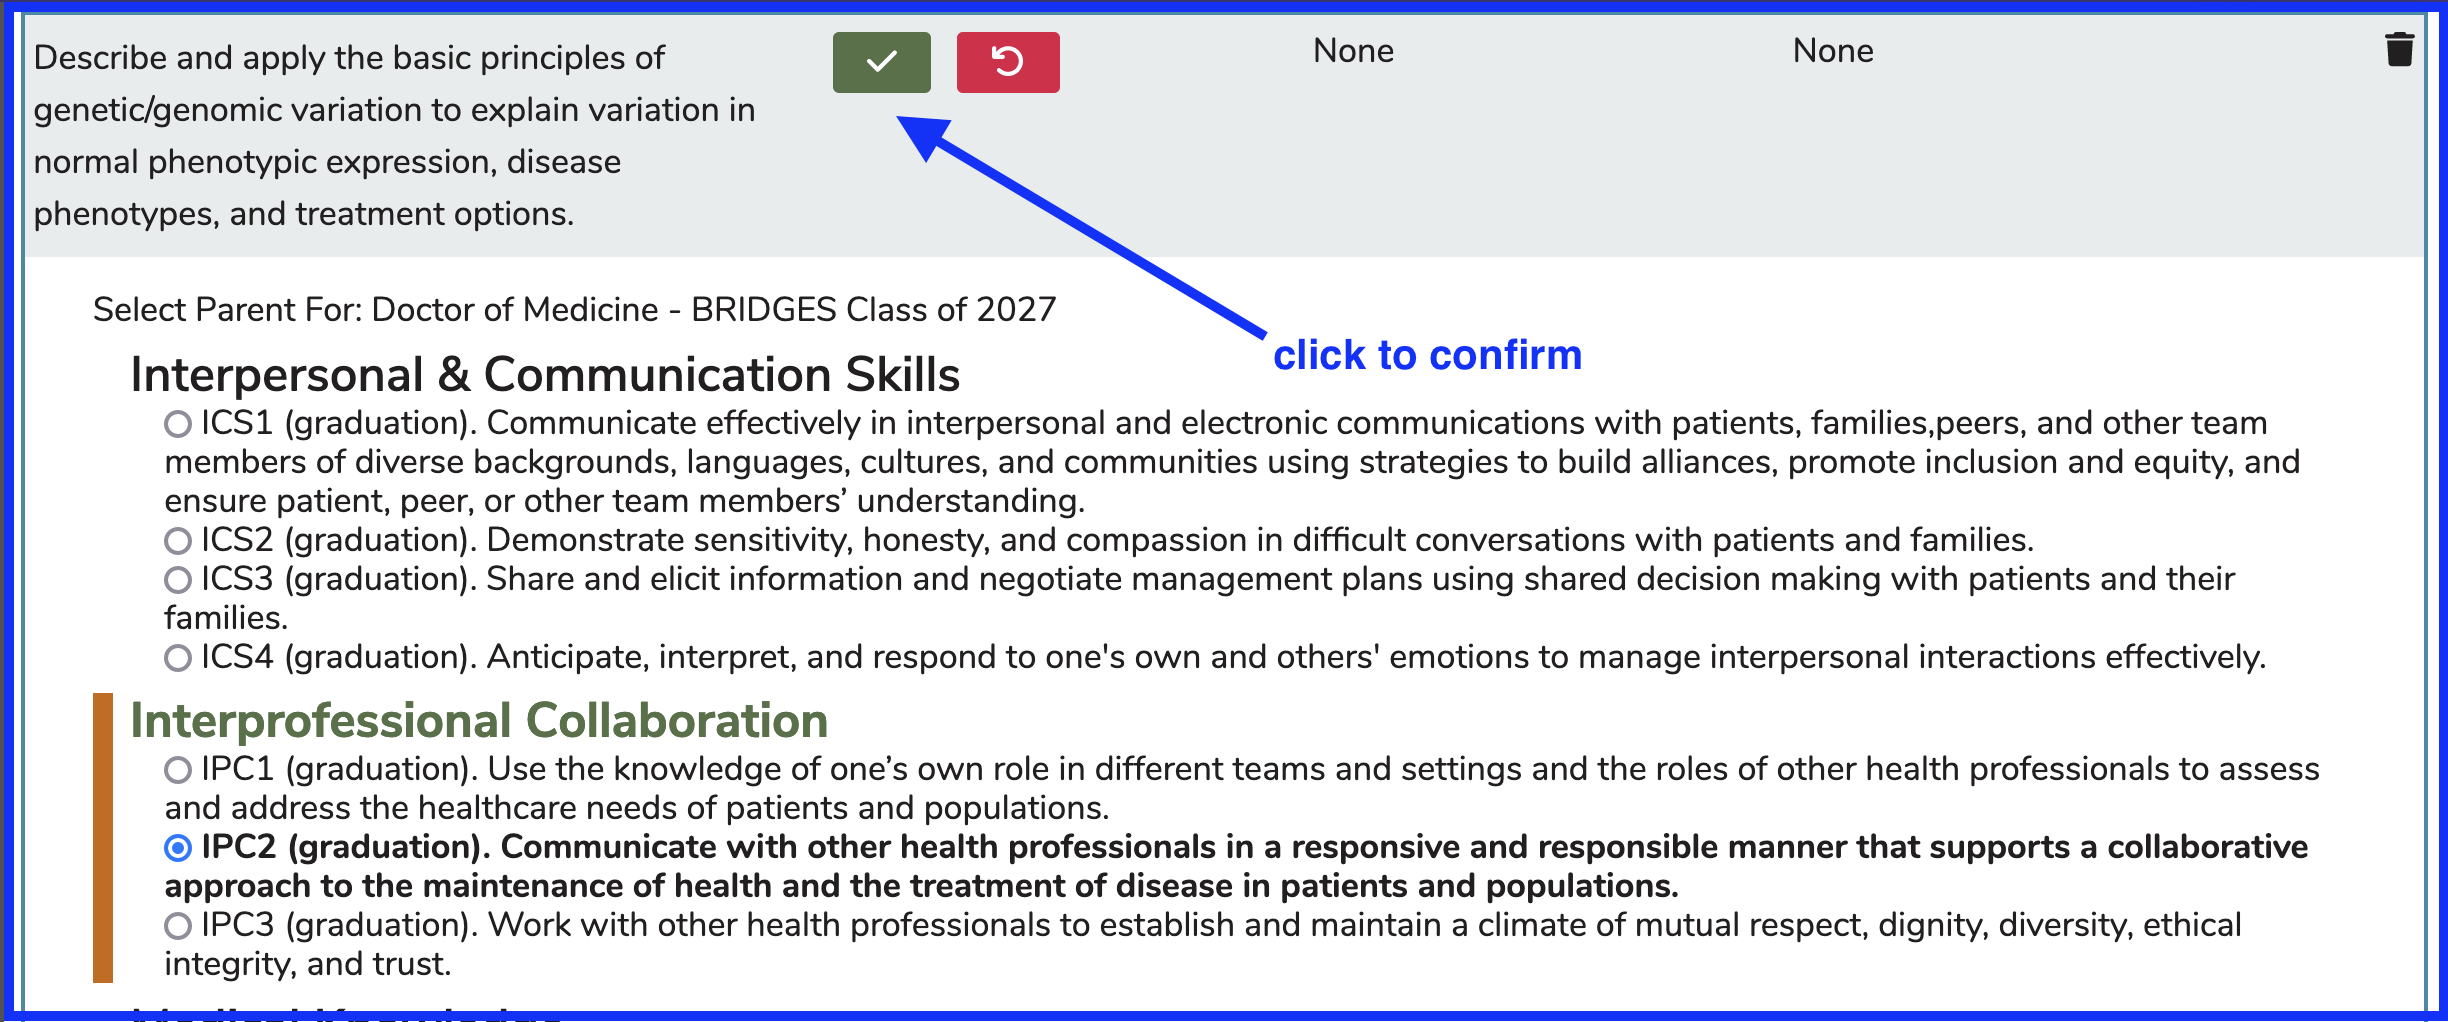 Describe and apply the basic principles of
genetic/genomic variation to explain variation in
normal phenotypic expression, disease
phenotypes, and treatment options.
None
None
Select Parent For: Doctor of Medicine - BRIDGES Class of 2027
click to confirm
Interpersonal & Communication Skills
ICS1 (graduation). Communicate effectively in interpersonal and electronic communications with patients, families,peers, and other team
members of diverse backgrounds, languages, cultures, and communities using strategies to build alliances, promote inclusion and equity, and
ensure patient, peer, or other team members’ understanding.
ICS2 (graduation). Demonstrate sensitivity, honesty, and compassion in difficult conversations with patients and families.
ICS3 (graduation). Share and elicit information and negotiate management plans using shared decision making with patients and their
families.
ICS4 (graduation). Anticipate, interpret, and respond to one's own and others' emotions to manage interpersonal interactions effectively.
Interprofessional Collaboration
IPC1 (graduation). Use the knowledge of one’s own role in different teams and settings and the roles of other health professionals to assess
and address the healthcare needs of patients and populations.
IPC2 (graduation). Communicate with other health professionals in a responsive and responsible manner that supports a collaborative
approach to the maintenance of health and the treatment of disease in patients and populations.
IPC3 (graduation). Work with other health professionals to establish and maintain a climate of mutual respect, dignity, diversity, ethical
integrity, and trust.